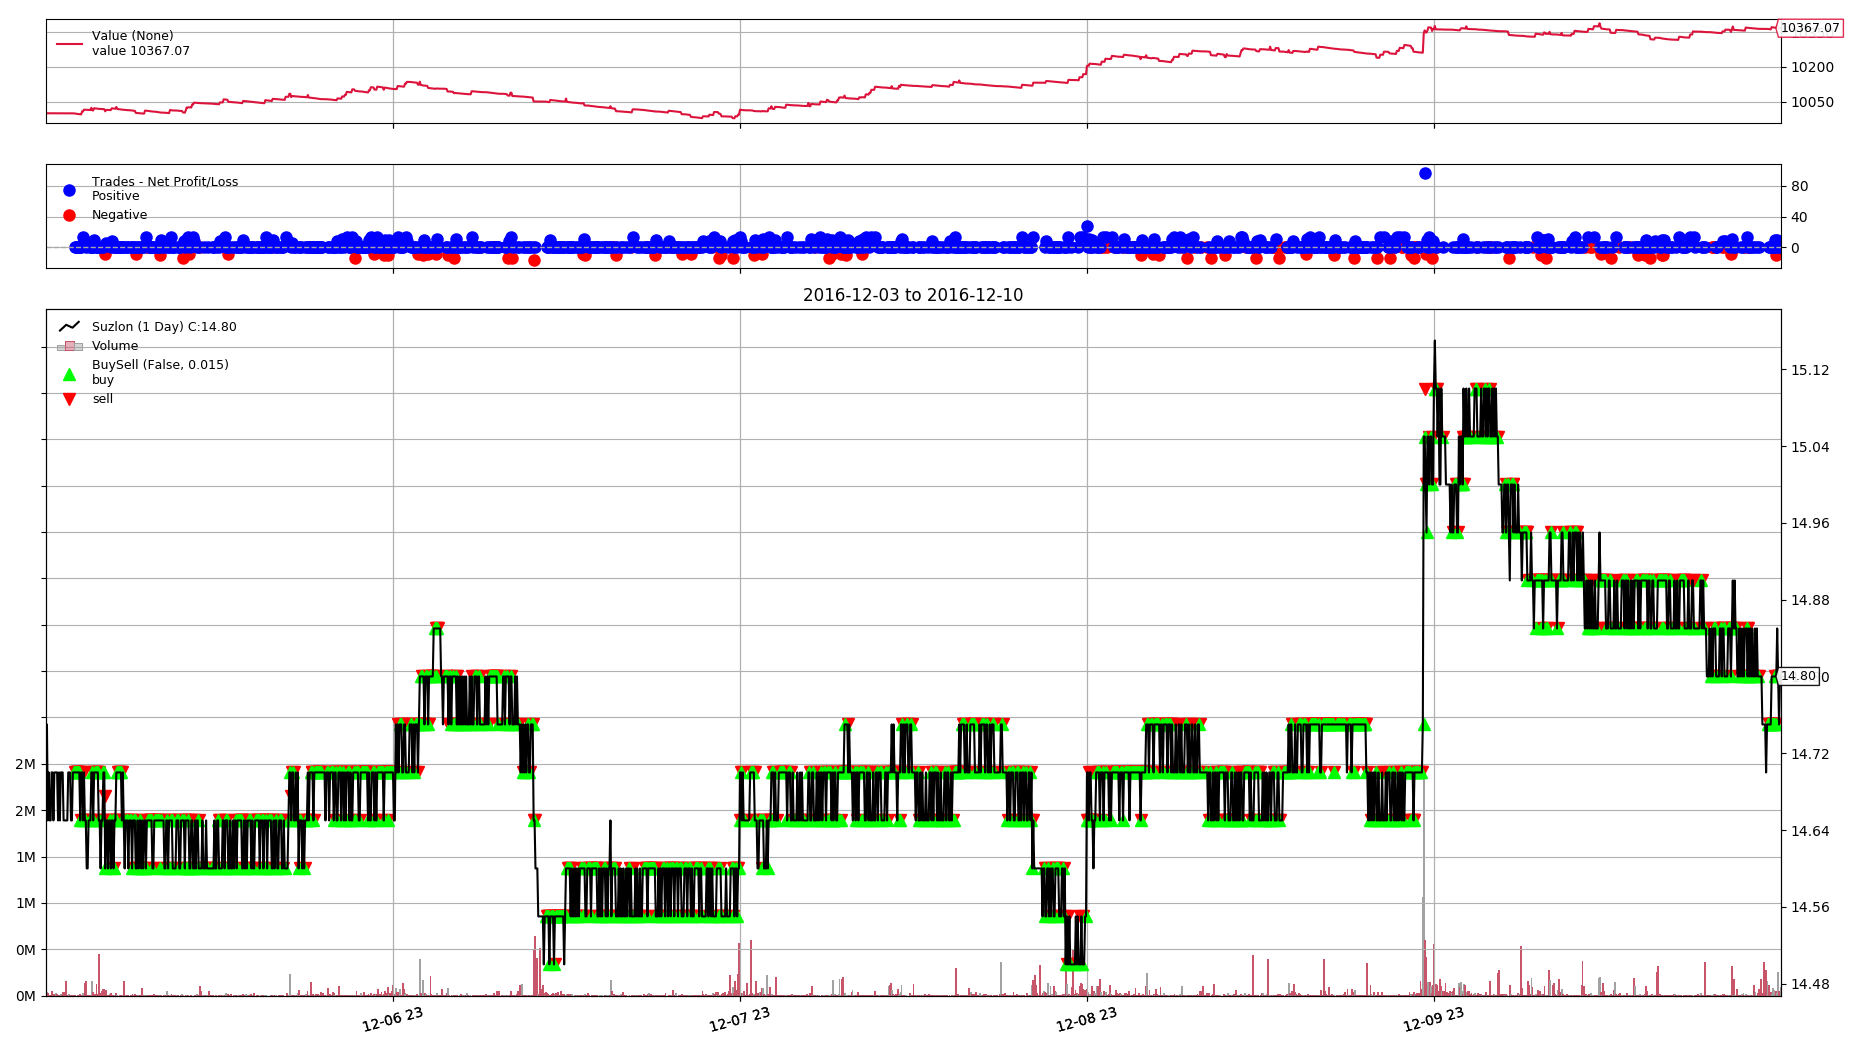 Value (None)
value 10367.07
10367.07
10200
10050
Trades - Net Profit/Loss
Positive
Negative
80
40
0
2016-12-03 to 2016-12-10
Suzlon (1 Day) C:14.80
Volume
BuySell (False, 0.015)
buy
sell
15.12
15.04
14.96
14.88
14.80
0
14.72
14.64
14.56
14.48
2M
2M
1M
1M
0M
0M
12-06 23
12-07 23
12-08 23
12-09 23